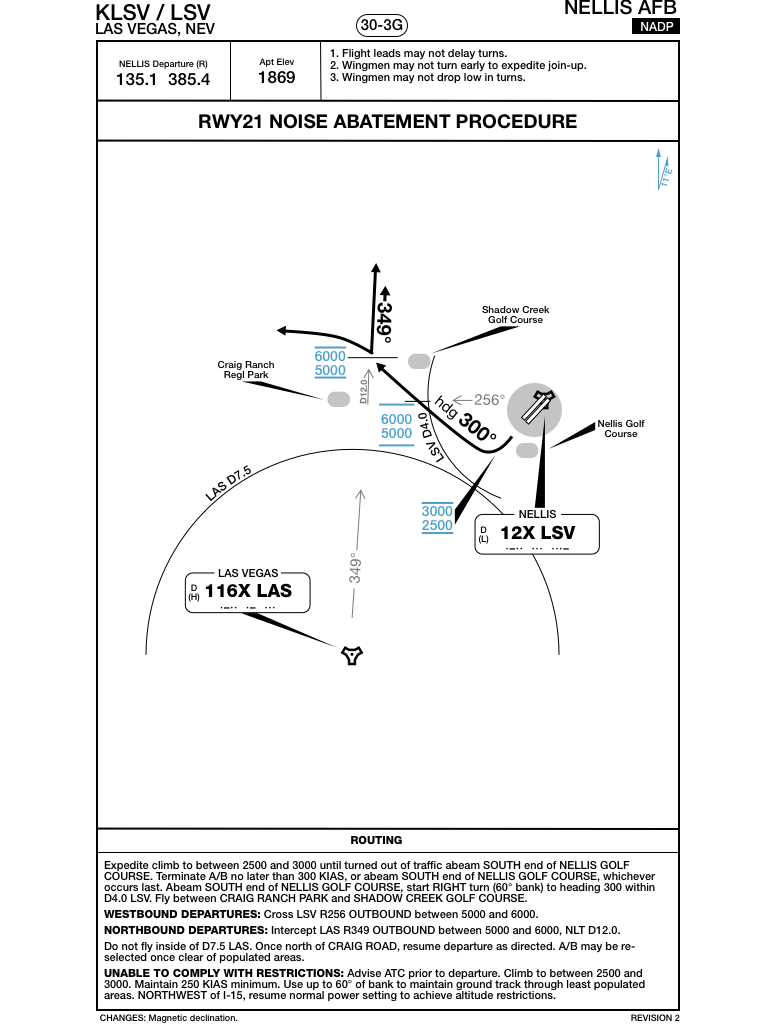 KLSV / LSV
LAS VEGAS, NEV
30-3G
NELLIS AFB
NADP
NELLIS Departure (R)
135.1 385.4
Apt Elev
1869
1. Flight leads may not delay turns.
2. Wingmen may not turn early to expedite join-up.
3. Wingmen may not drop low in turns.
RWY21 NOISE ABATEMENT PROCEDURE
11°E
349°
Shadow Creek
Golf Course
6000
5000
Craig Ranch
Regl Park
D12.0
256°
hdg 300°
6000
5000
LSV D4.0
Nellis Golf
Course
LAS D7.5
3000
2500
NELLIS
D
(L)
12X LSV
349°
LAS VEGAS
D
(H)
116X LAS
ROUTING
Expedite climb to between 2500 and 3000 until turned out of traffic abeam SOUTH end of NELLIS GOLF
COURSE. Terminate A/B no later than 300 KIAS, or abeam SOUTH end of NELLIS GOLF COURSE, whichever
occurs last. Abeam SOUTH end of NELLIS GOLF COURSE, start RIGHT turn (60° bank) to heading 300 within
D4.0 LSV. Fly between CRAIG RANCH PARK and SHADOW CREEK GOLF COURSE.
WESTBOUND DEPARTURES: Cross LSV R256 OUTBOUND between 5000 and 6000.
NORTHBOUND DEPARTURES: Intercept LAS R349 OUTBOUND between 5000 and 6000, NLT D12.0.
Do not fly inside of D7.5 LAS. Once north of CRAIG ROAD, resume departure as directed. A/B may be re-
selected once clear of populated areas.
UNABLE TO COMPLY WITH RESTRICTIONS: Advise ATC prior to departure. Climb to between 2500 and
3000. Maintain 250 KIAS minimum. Use up to 60° of bank to maintain ground track through least populated
areas. NORTHWEST of I-15, resume normal power setting to achieve altitude restrictions.
CHANGES: Magnetic declination.
REVISION 2